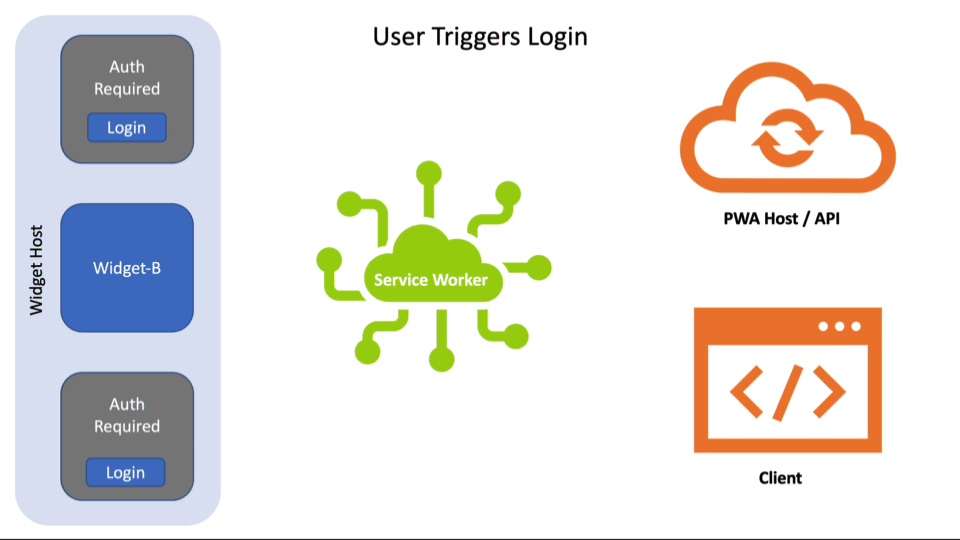 User Triggers Login
Auth
Required
Login
Widget Host
Widget-B
Auth
Required
Login
Service Worker
PWA Host / API
</>
Client